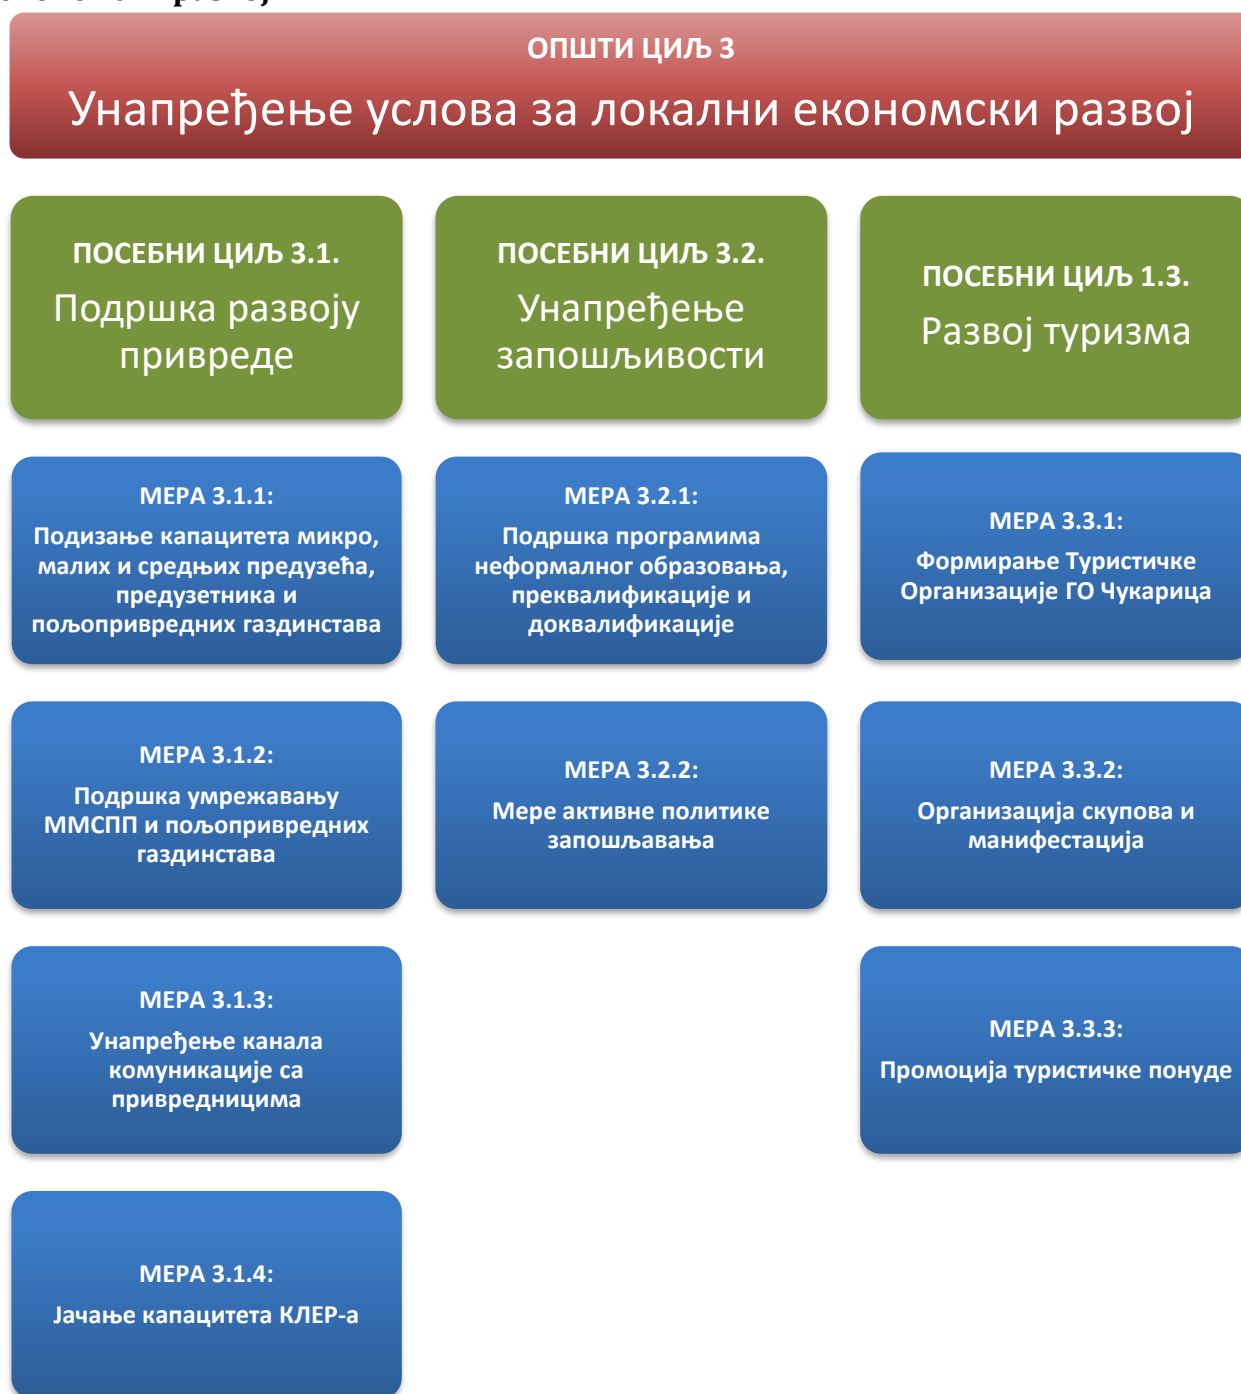 ОПШТИ ЦИЉ 3
Унапређење услова за локални економски развој
ПОСЕБНИ ЦИЉ 3.1.
Подршка развоју
привреде
ПОСЕБНИ ЦИЉ 3.2.
Унапређење
запошљивости
ПОСЕБНИ ЦИЉ 1.3.
Развој туризма
МЕРА 3.1.1:
Подизање капацитета микро,
малих и средњих предузећа,
предузетника и
пољопривредних газдинстава
МЕРА 3.2.1:
Подршка програмима
неформалног образовања,
преквалификације и
доквалификације
МЕРА 3.3.1:
Формирање Туристичке
Организације ГО Чукарица
МЕРА 3.1.2:
Подршка умрежавању
ММСПП и пољопривредних
газдинстава
МЕРА 3.2.2:
Мере активне политике
запошљавања
МЕРА 3.3.2:
Организација скупова и
манифестација
МЕРА 3.1.3:
Унапређење канала
комуникације са
привредницима
МЕРА 3.3.3:
Промоција туристичке понуде
МЕРА 3.1.4:
Јачање капацитета КЛЕР-а